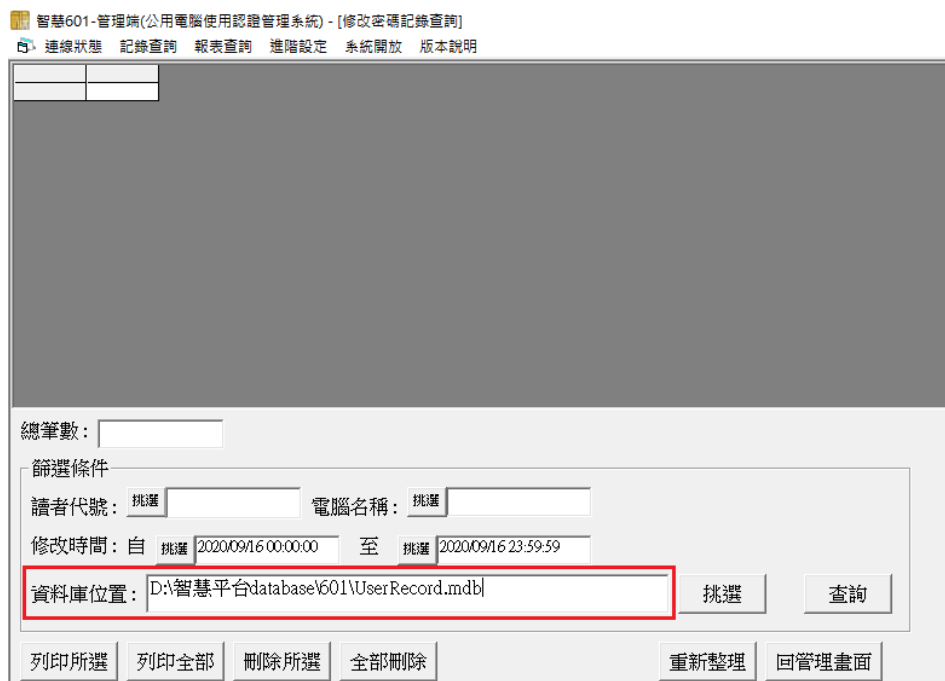 智慧601-管理端(公用電腦使用認證管理系統) - [修改密碼記錄查詢]
連線狀態 記錄查詢 報表查詢 進階設定 系統開放 版本說明
總筆數：
篩選條件
讀者代號： 挑選 電腦名稱： 挑選
修改時間：自 挑選 2020/09/16 00:00:00 至 挑選 2020/09/16 23:59:59
資料庫位置： D:\智慧平台database\601\UserRecord.mdb 挑選 查詢
列印所選 列印全部 刪除所選 全部刪除 重新整理 回管理畫面